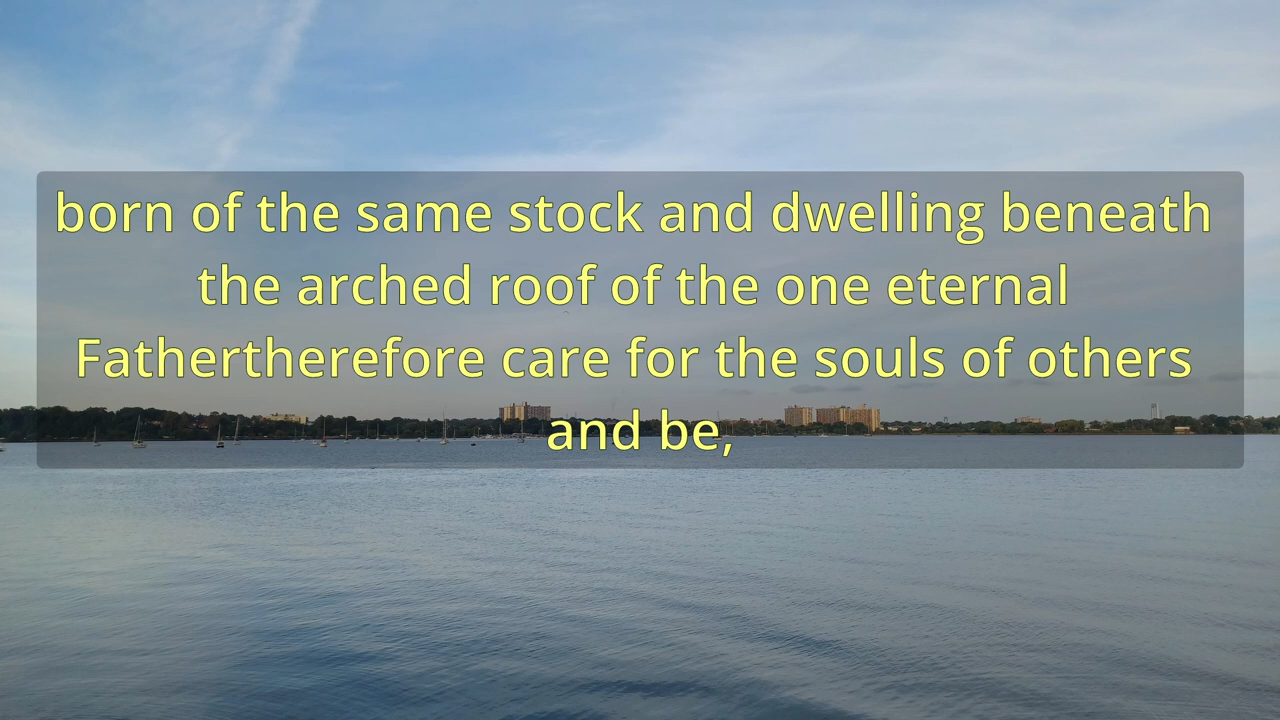 born of the same stock and dwelling beneath
the arched roof of the one eternal
Fathertherefore care for the souls of others
and be,